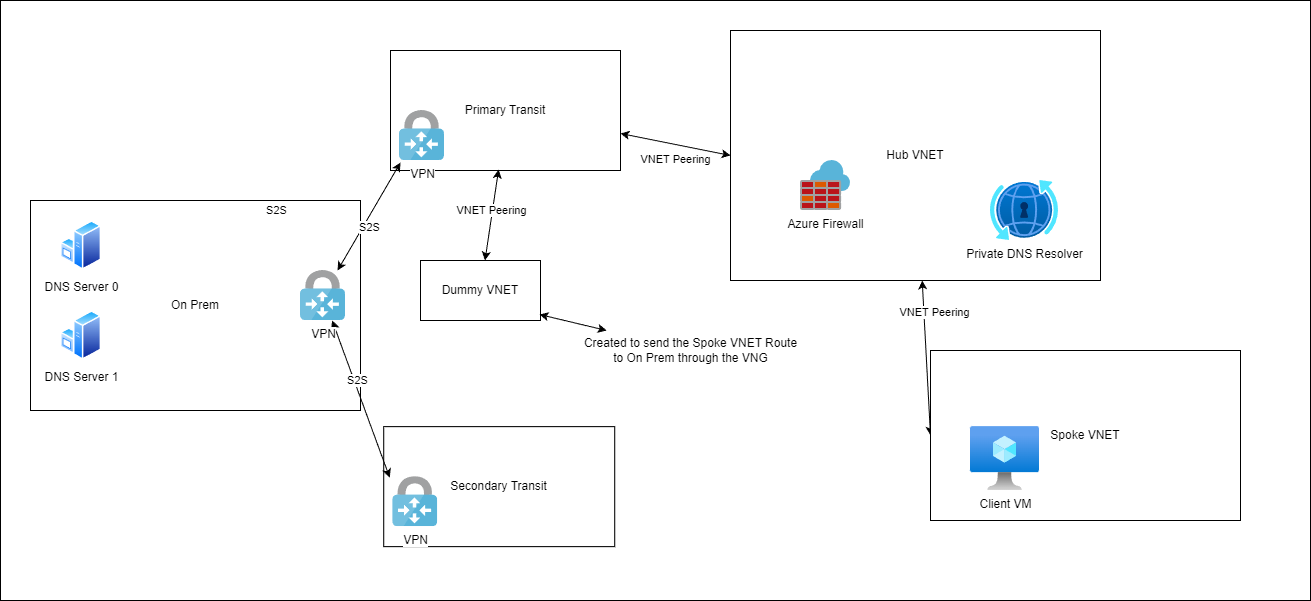 Primary Transit
VPN
VNET Peering
Hub VNET
Azure Firewall
Private DNS Resolver
VNET Peering
Dummy VNET
Created to send the Spoke VNET Route
to On Prem through the VNG
S2S
S2S
DNS Server 0
On Prem
VPN
DNS Server 1
S2S
VNET Peering
Spoke VNET
Client VM
Secondary Transit
VPN